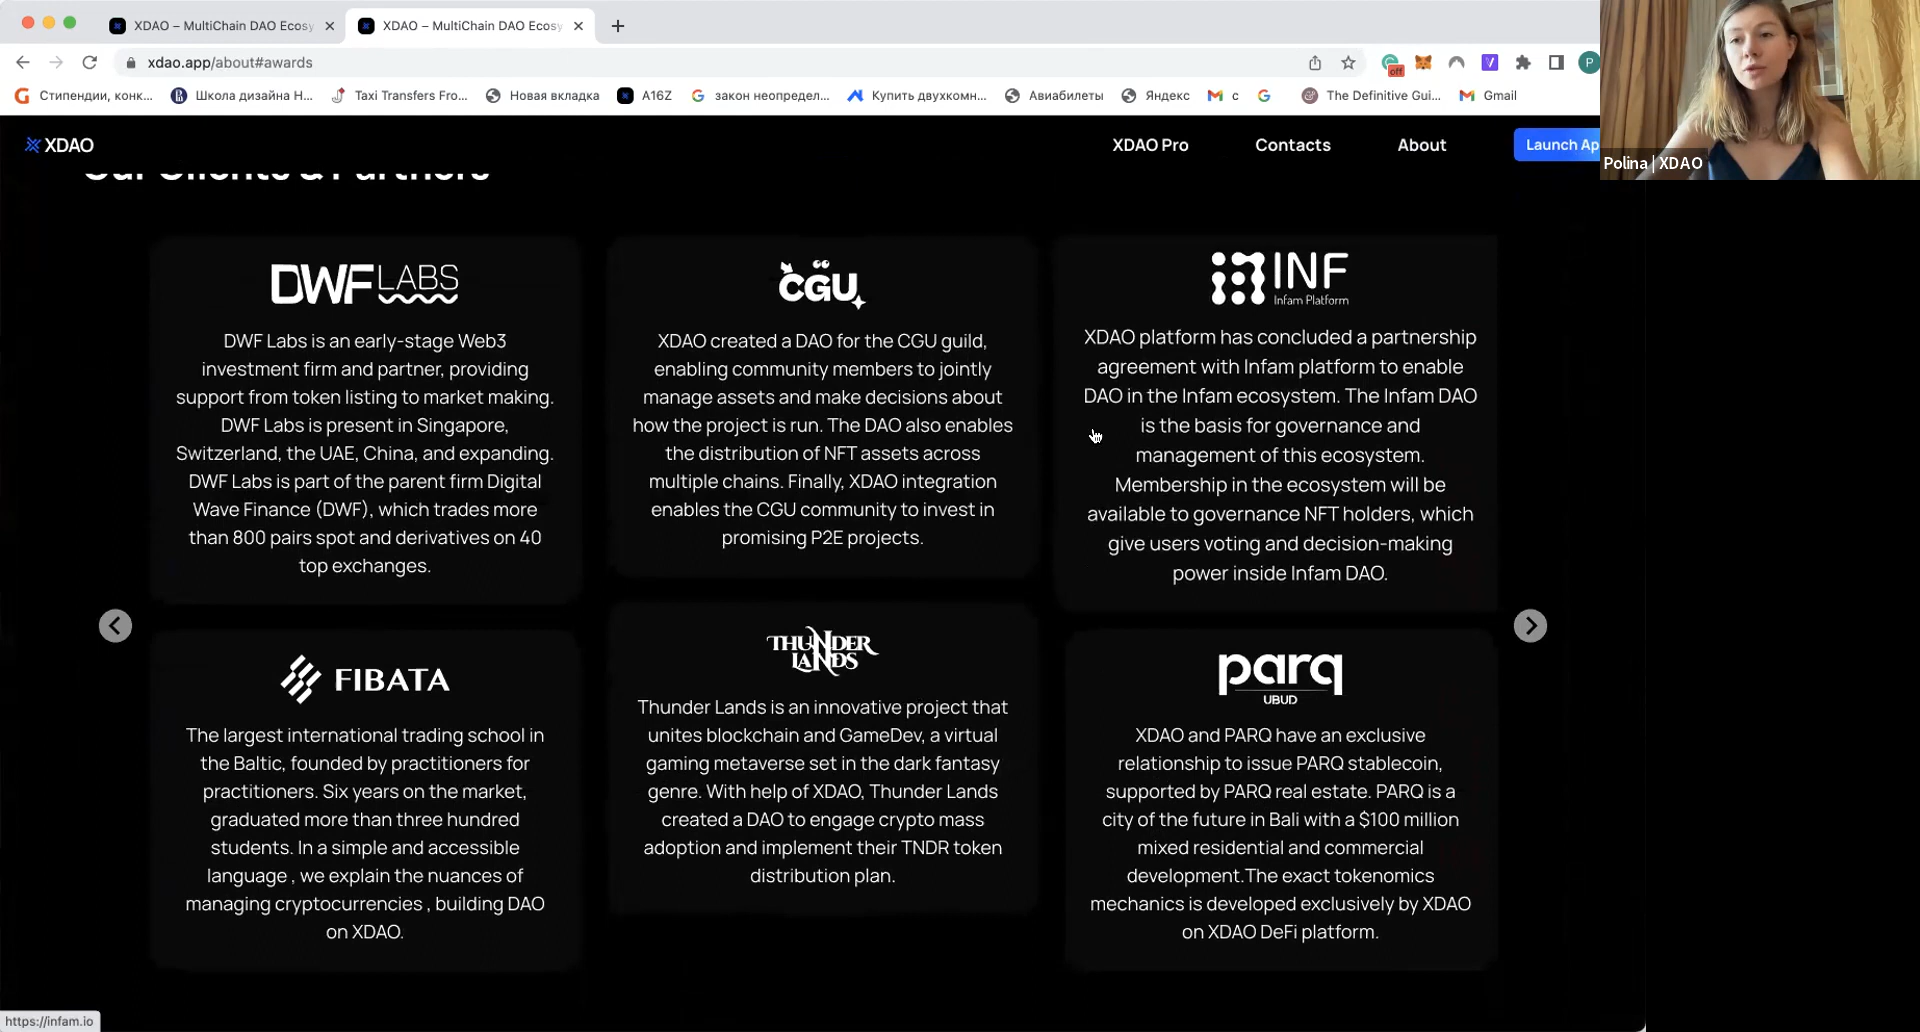 XDAO – MultiChain DAO Ecosy
XDAO – MultiChain DAO Ecosy
xdao.app/about#awards
off
P
Стипендии, конк...
Школа дизайна Н...
Taxi Transfers Fro...
Новая вкладка
A16Z
закон неопредел...
Купить двухкомн...
Авиабилеты
Яндекс
с
The Definitive Gui...
Gmail
Polina | XDAO
XDAO
XDAO Pro
Contacts
About
Launch Ap
Our Clients & Partners
DWF LABS
DWF Labs is an early-stage Web3
investment firm and partner, providing
support from token listing to market making.
DWF Labs is present in Singapore,
Switzerland, the UAE, China, and expanding.
DWF Labs is part of the parent firm Digital
Wave Finance (DWF), which trades more
than 800 pairs spot and derivatives on 40
top exchanges.
CGU
XDAO created a DAO for the CGU guild,
enabling community members to jointly
manage assets and make decisions about
how the project is run. The DAO also enables
the distribution of NFT assets across
multiple chains. Finally, XDAO integration
enables the CGU community to invest in
promising P2E projects.
INF
Infam Platform
XDAO platform has concluded a partnership
agreement with Infam platform to enable
DAO in the Infam ecosystem. The Infam DAO
is the basis for governance and
management of this ecosystem.
Membership in the ecosystem will be
available to governance NFT holders, which
give users voting and decision-making
power inside Infam DAO.
FIBATA
The largest international trading school in
the Baltic, founded by practitioners for
practitioners. Six years on the market,
graduated more than three hundred
students. In a simple and accessible
language , we explain the nuances of
managing cryptocurrencies , building DAO
on XDAO.
THUNDER
LANDS
Thunder Lands is an innovative project that
unites blockchain and GameDev, a virtual
gaming metaverse set in the dark fantasy
genre. With help of XDAO, Thunder Lands
created a DAO to engage crypto mass
adoption and implement their TNDR token
distribution plan.
parq
UBUD
XDAO and PARQ have an exclusive
relationship to issue PARQ stablecoin,
supported by PARQ real estate. PARQ is a
city of the future in Bali with a $100 million
mixed residential and commercial
development.The exact tokenomics
mechanics is developed exclusively by XDAO
on XDAO DeFi platform.
https://infam.io